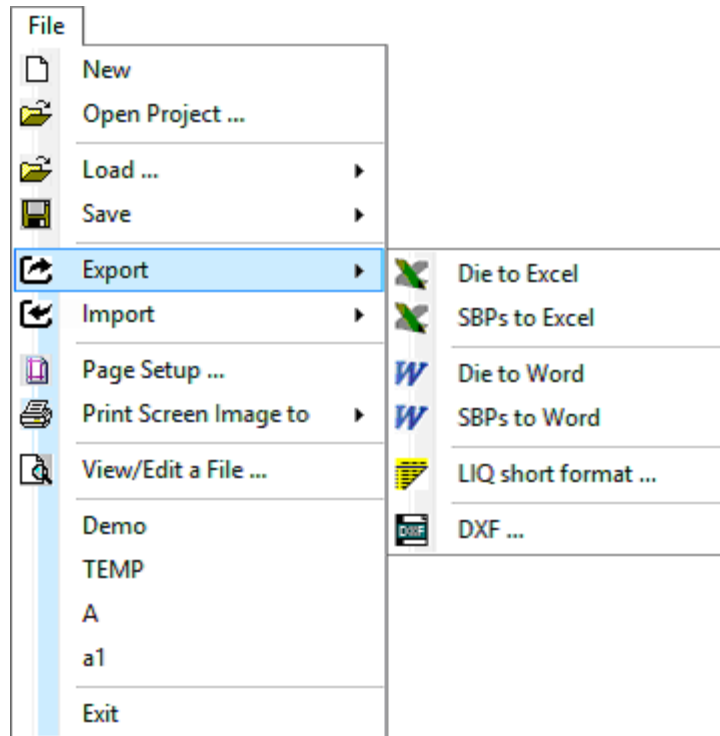 File
New
Open Project ...
Load ...
Save
Export
Import
Page Setup ...
Print Screen Image to
View/Edit a File ...
Demo
TEMP
A
a1
Exit
Die to Excel
SBPs to Excel
Die to Word
SBPs to Word
LIQ short format ...
DXF
DXF ...